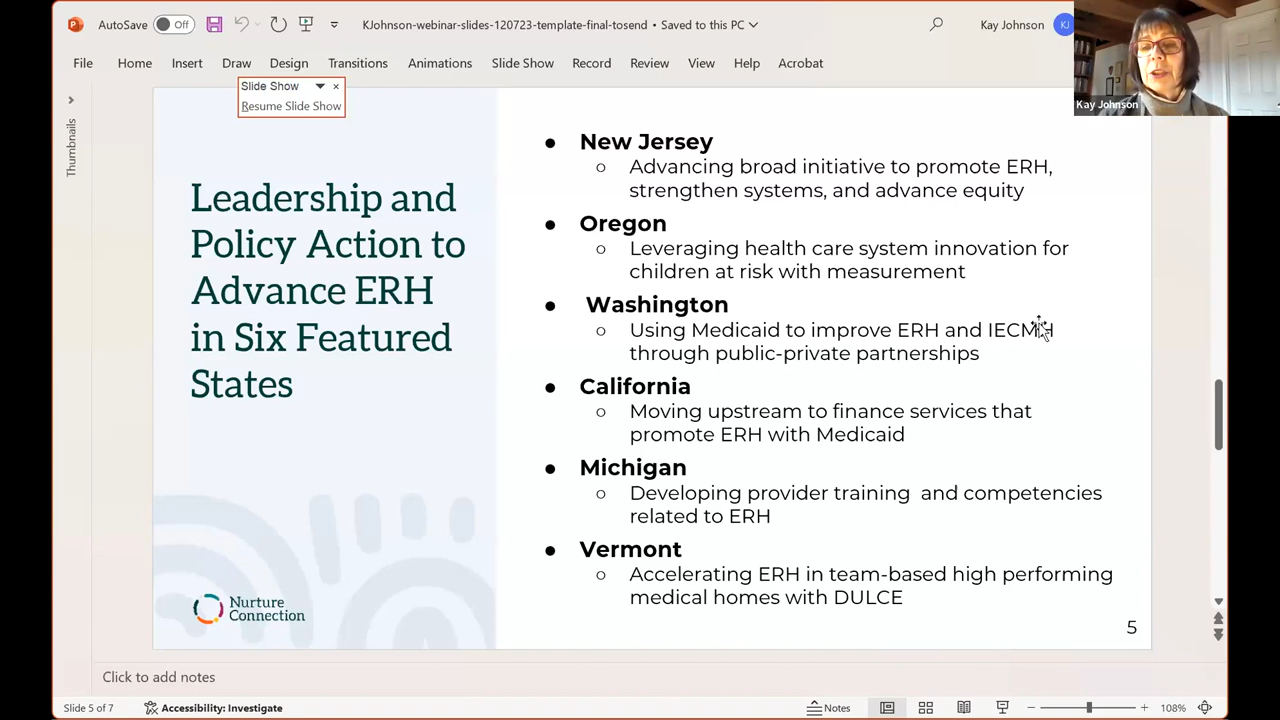 AutoSave
Off
KJohnson-webinar-slides-120723-template-final-tosend • Saved to this PC
Kay Johnson
KJ
File
Home
Insert
Draw
Design
Transitions
Animations
Slide Show
Record
Review
View
Help
Acrobat
Kay Johnson
Slide Show
Resume Slide Show
Thumbnails
Leadership and
Policy Action to
Advance ERH
in Six Featured
States
Nurture
Connection
● New Jersey
○ Advancing broad initiative to promote ERH,
strengthen systems, and advance equity
● Oregon
○ Leveraging health care system innovation for
children at risk with measurement
● Washington
○ Using Medicaid to improve ERH and IECMH
through public-private partnerships
● California
○ Moving upstream to finance services that
promote ERH with Medicaid
● Michigan
○ Developing provider training and competencies
related to ERH
● Vermont
○ Accelerating ERH in team-based high performing
medical homes with DULCE
5
Click to add notes
Slide 5 of 7
Accessibility: Investigate
Notes
108%